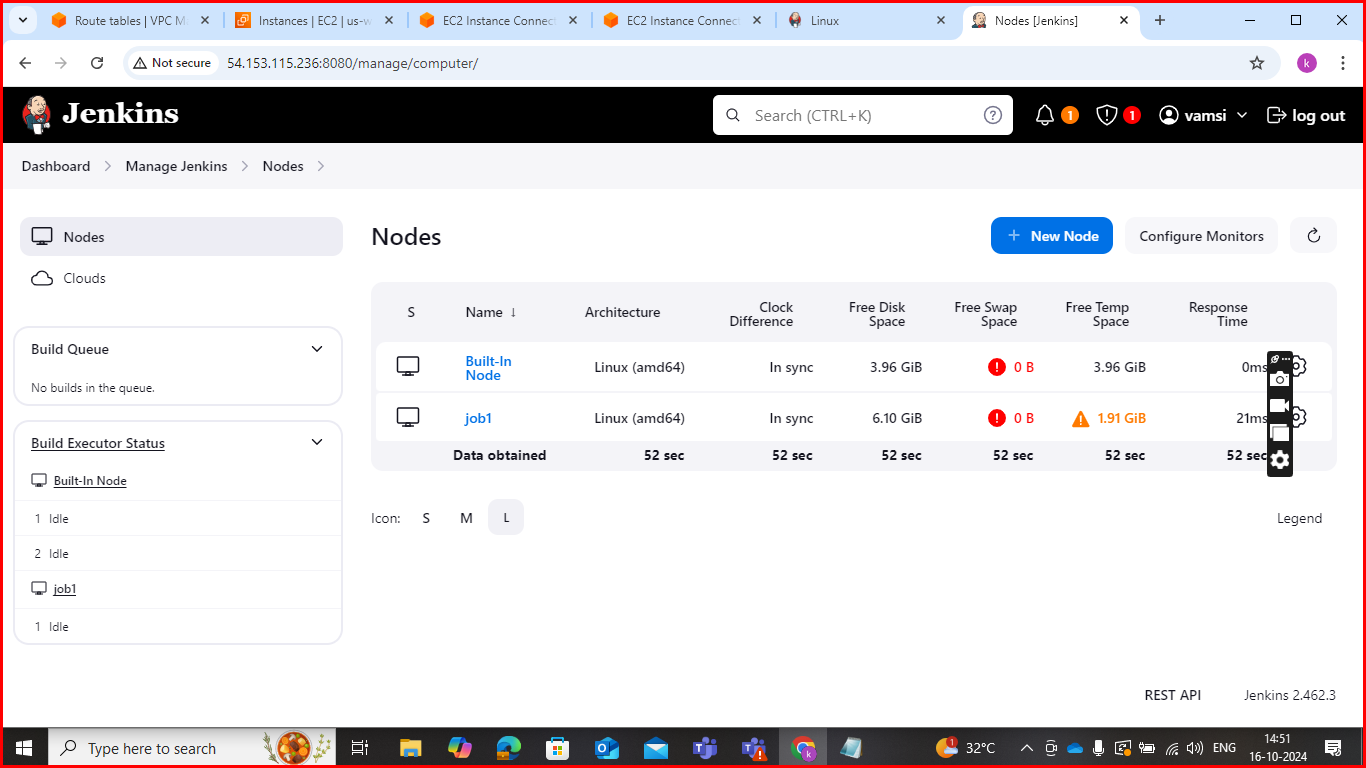 Route tables | VPC M
Instances | EC2 | us-w
EC2 Instance Connect
EC2 Instance Connect
Linux
Nodes [Jenkins]
Not secure
54.153.115.236:8080/manage/computer/
k
Jenkins
Search (CTRL+K)
?
1
1
vamsi
log out
Dashboard
Manage Jenkins
Nodes
Nodes
Clouds
Build Queue
No builds in the queue.
Build Executor Status
Built-In Node
1 Idle
2 Idle
job1
1 Idle
Nodes
+ New Node
Configure Monitors
S Name ↓ Architecture Clock Difference Free Disk Space Free Swap Space Free Temp Space Response Time
Built-In Node Linux (amd64) In sync 3.96 GiB 0 B 3.96 GiB 0ms
job1 Linux (amd64) In sync 6.10 GiB 0 B 1.91 GiB 21ms
Data obtained 52 sec 52 sec 52 sec 52 sec 52 sec 52 sec
Icon: S M L
Legend
REST API
Jenkins 2.462.3
Type here to search
k
1
32°C
ENG
14:51
16-10-2024